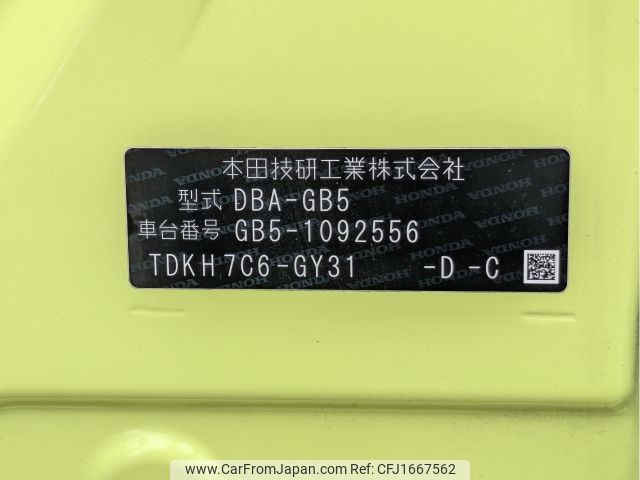 本田技研工業株式会社
型式 DBA-GB5
車台番号 GB5-1092556
TDKH7C6-GY31 -D -C
www.CarFromJapan.com - CFJ1667562